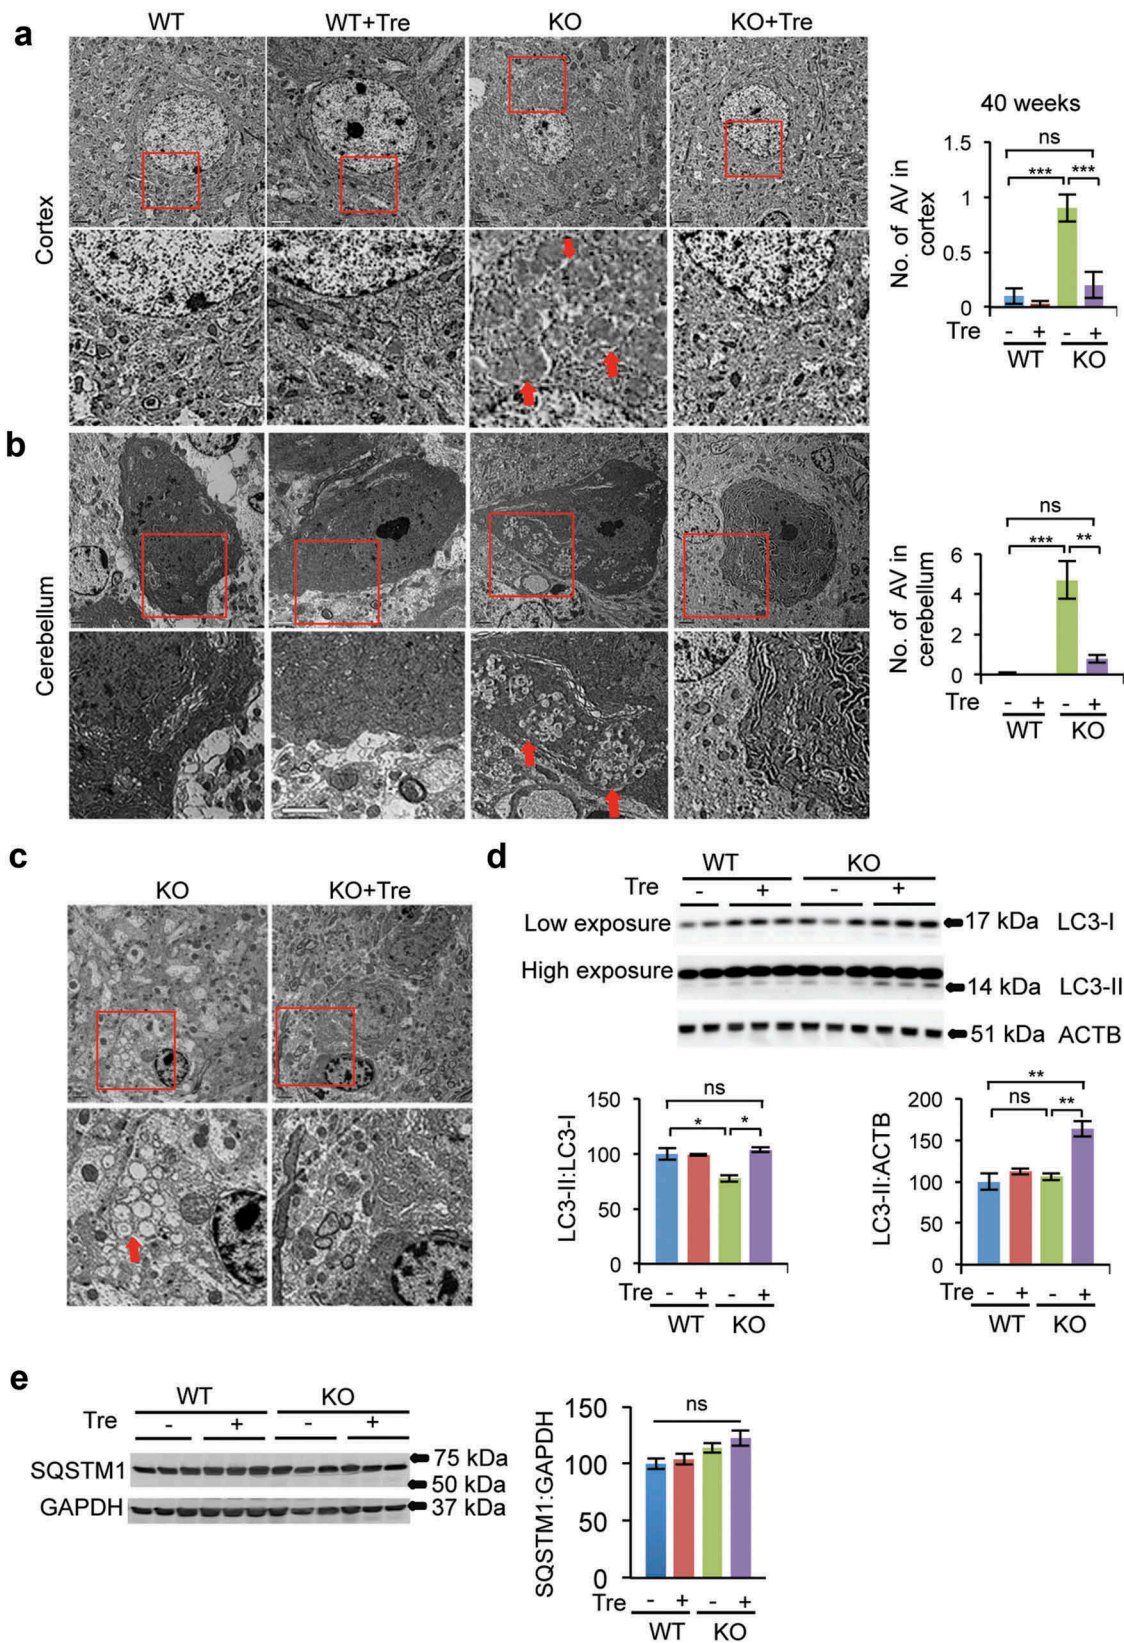 a
WT
WT+Tre
KO
KO+Tre
Cortex
40 weeks
No. of AV in
cortex
1.5
1
0.5
0
ns
***
***
Tre
- + - +
WT KO
b
Cerebellum
No. of AV in
cerebellum
6
4
2
0
ns
***
**
Tre
- + - +
WT KO
c
KO
KO+Tre
d
WT KO
Tre - + - +
Low exposure
17 kDa LC3-I
High exposure
14 kDa LC3-II
51 kDa ACTB
LC3-II:LC3-I
150
100
50
0
ns
*
*
Tre - + - +
WT KO
LC3-II:ACTB
200
150
100
50
0
**
ns
**
Tre - + - +
WT KO
e
WT KO
Tre - + - +
SQSTM1
75 kDa
50 kDa
GAPDH
37 kDa
SQSTM1:GAPDH
150
100
50
0
ns
Tre - + - +
WT KO